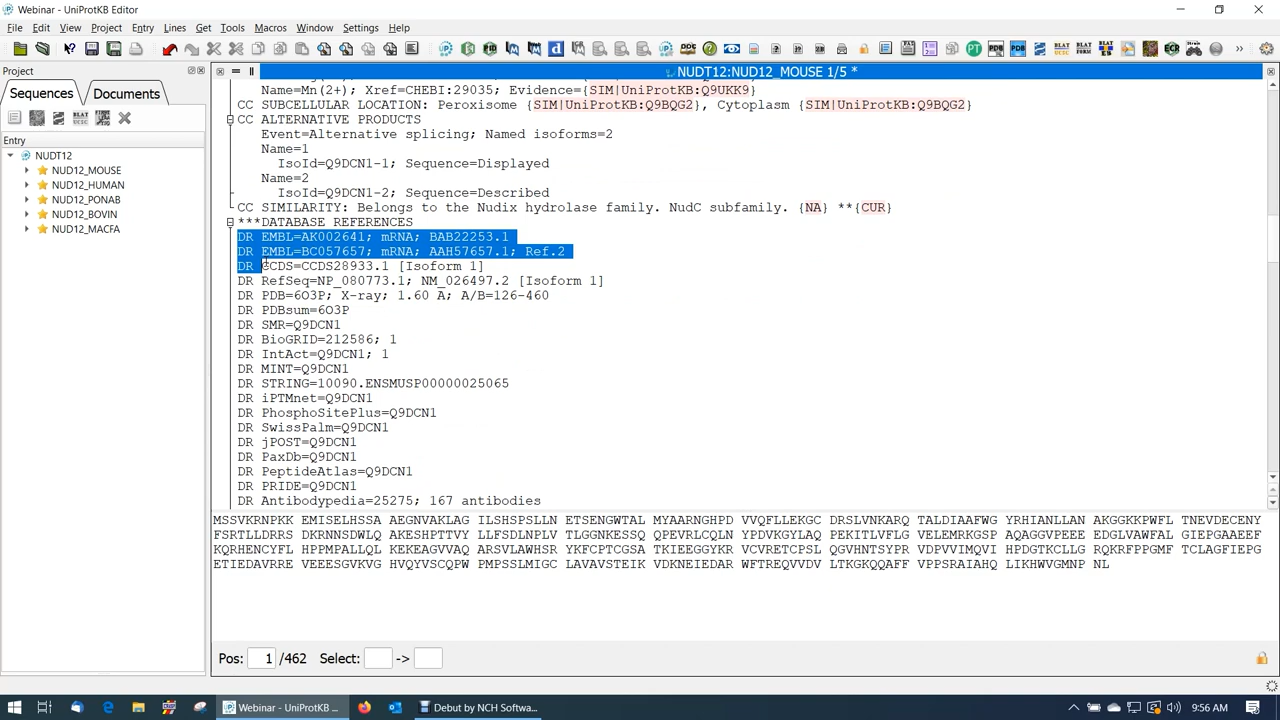 Webinar - UniProtKB Editor
File Edit View Project Entry Lines Get Tools Macros Window Settings Help
Project
NUDT12:NUD12_MOUSE 1/5 *
Sequences Documents
Entry
NUDT12
NUD12_MOUSE
NUD12_HUMAN
NUD12_PONAB
NUD12_BOVIN
NUD12_MACFA
Name=Mn(2+); Xref=CHEBI:29035; Evidence={SIM|UniProtKB:Q9UKK9}
CC SUBCELLULAR LOCATION: Peroxisome {SIM|UniProtKB:Q9BQG2}, Cytoplasm {SIM|UniProtKB:Q9BQG2}
CC ALTERNATIVE PRODUCTS
Event=Alternative splicing; Named isoforms=2
Name=1
IsoId=Q9DCN1-1; Sequence=Displayed
Name=2
IsoId=Q9DCN1-2; Sequence=Described
CC SIMILARITY: Belongs to the Nudix hydrolase family. NudC subfamily. {NA} **{CUR}
***DATABASE REFERENCES
DR EMBL=AK002641; mRNA; BAB22253.1
DR EMBL=BC057657; mRNA; AAH57657.1; Ref.2
DR CCDS=CCDS28933.1 [Isoform 1]
DR RefSeq=NP_080773.1; NM_026497.2 [Isoform 1]
DR PDB=6O3P; X-ray; 1.60 A; A/B=126-460
DR PDBsum=6O3P
DR SMR=Q9DCN1
DR BioGRID=212586; 1
DR IntAct=Q9DCN1; 1
DR MINT=Q9DCN1
DR STRING=10090.ENSMUSP00000025065
DR iPTMnet=Q9DCN1
DR PhosphoSitePlus=Q9DCN1
DR SwissPalm=Q9DCN1
DR jPOST=Q9DCN1
DR PaxDb=Q9DCN1
DR PeptideAtlas=Q9DCN1
DR PRIDE=Q9DCN1
DR Antibodypedia=25275; 167 antibodies
MSSVKRNPKK EMISELHSSA AEGNVAKLAG ILSHSPSLLN ETSENGWTAL MYAARNGHPD VVQFLLEKGC DRSLVNKARQ TALDIAAFWG YRHIANLLAN AKGGKKPWFL TNEVDECENY
FSRTLLDRRS DKRNNSDWLQ AKESHPTTVY LLFSDLNPLV TLGGNKESSQ QPEVRLCQLN YPDVKGYLAQ PEKITLVFLG VELEMRKGSP AQAGGVPEEE EDGLVAWFAL GIEPGAAEEF
KQRHENCYFL HPPMPALLQL KEKEAGVVAQ ARSVLAWHSR YKFCPTCGSA TKIEEGGYKR VCVRETCPSL QGVHNTSYPR VDPVVIMQVI HPDGTKCLLG RQKRFPPGMF TCLAGFIEPG
ETIEDAVRRE VEEESGVKVG HVQYVSCQPW PMPSSLMIGC LAVAVSTEIK VDKNEIEDAR WFTREQVVDV LTKGKQQAFF VPPSRAIAHQ LIKHWVGMNP NL
Pos: 1 /462 Select: ->
Webinar - UniProtKB ... Debut by NCH Softwa... 9:56 AM